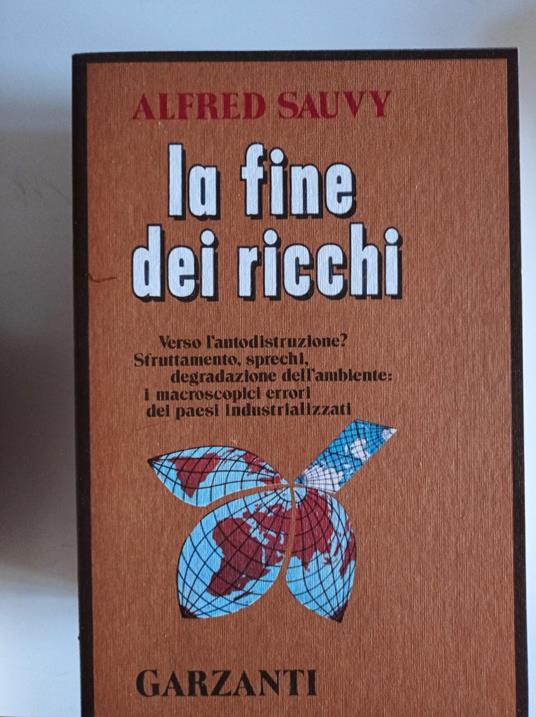 ALFRED SAUVY
la fine
dei ricchi
Verso l'autodistruzione?
Sfruttamento, sprechi,
degradazione dell'ambiente:
i macroscopici errori
dei paesi industrializzati
GARZANTI